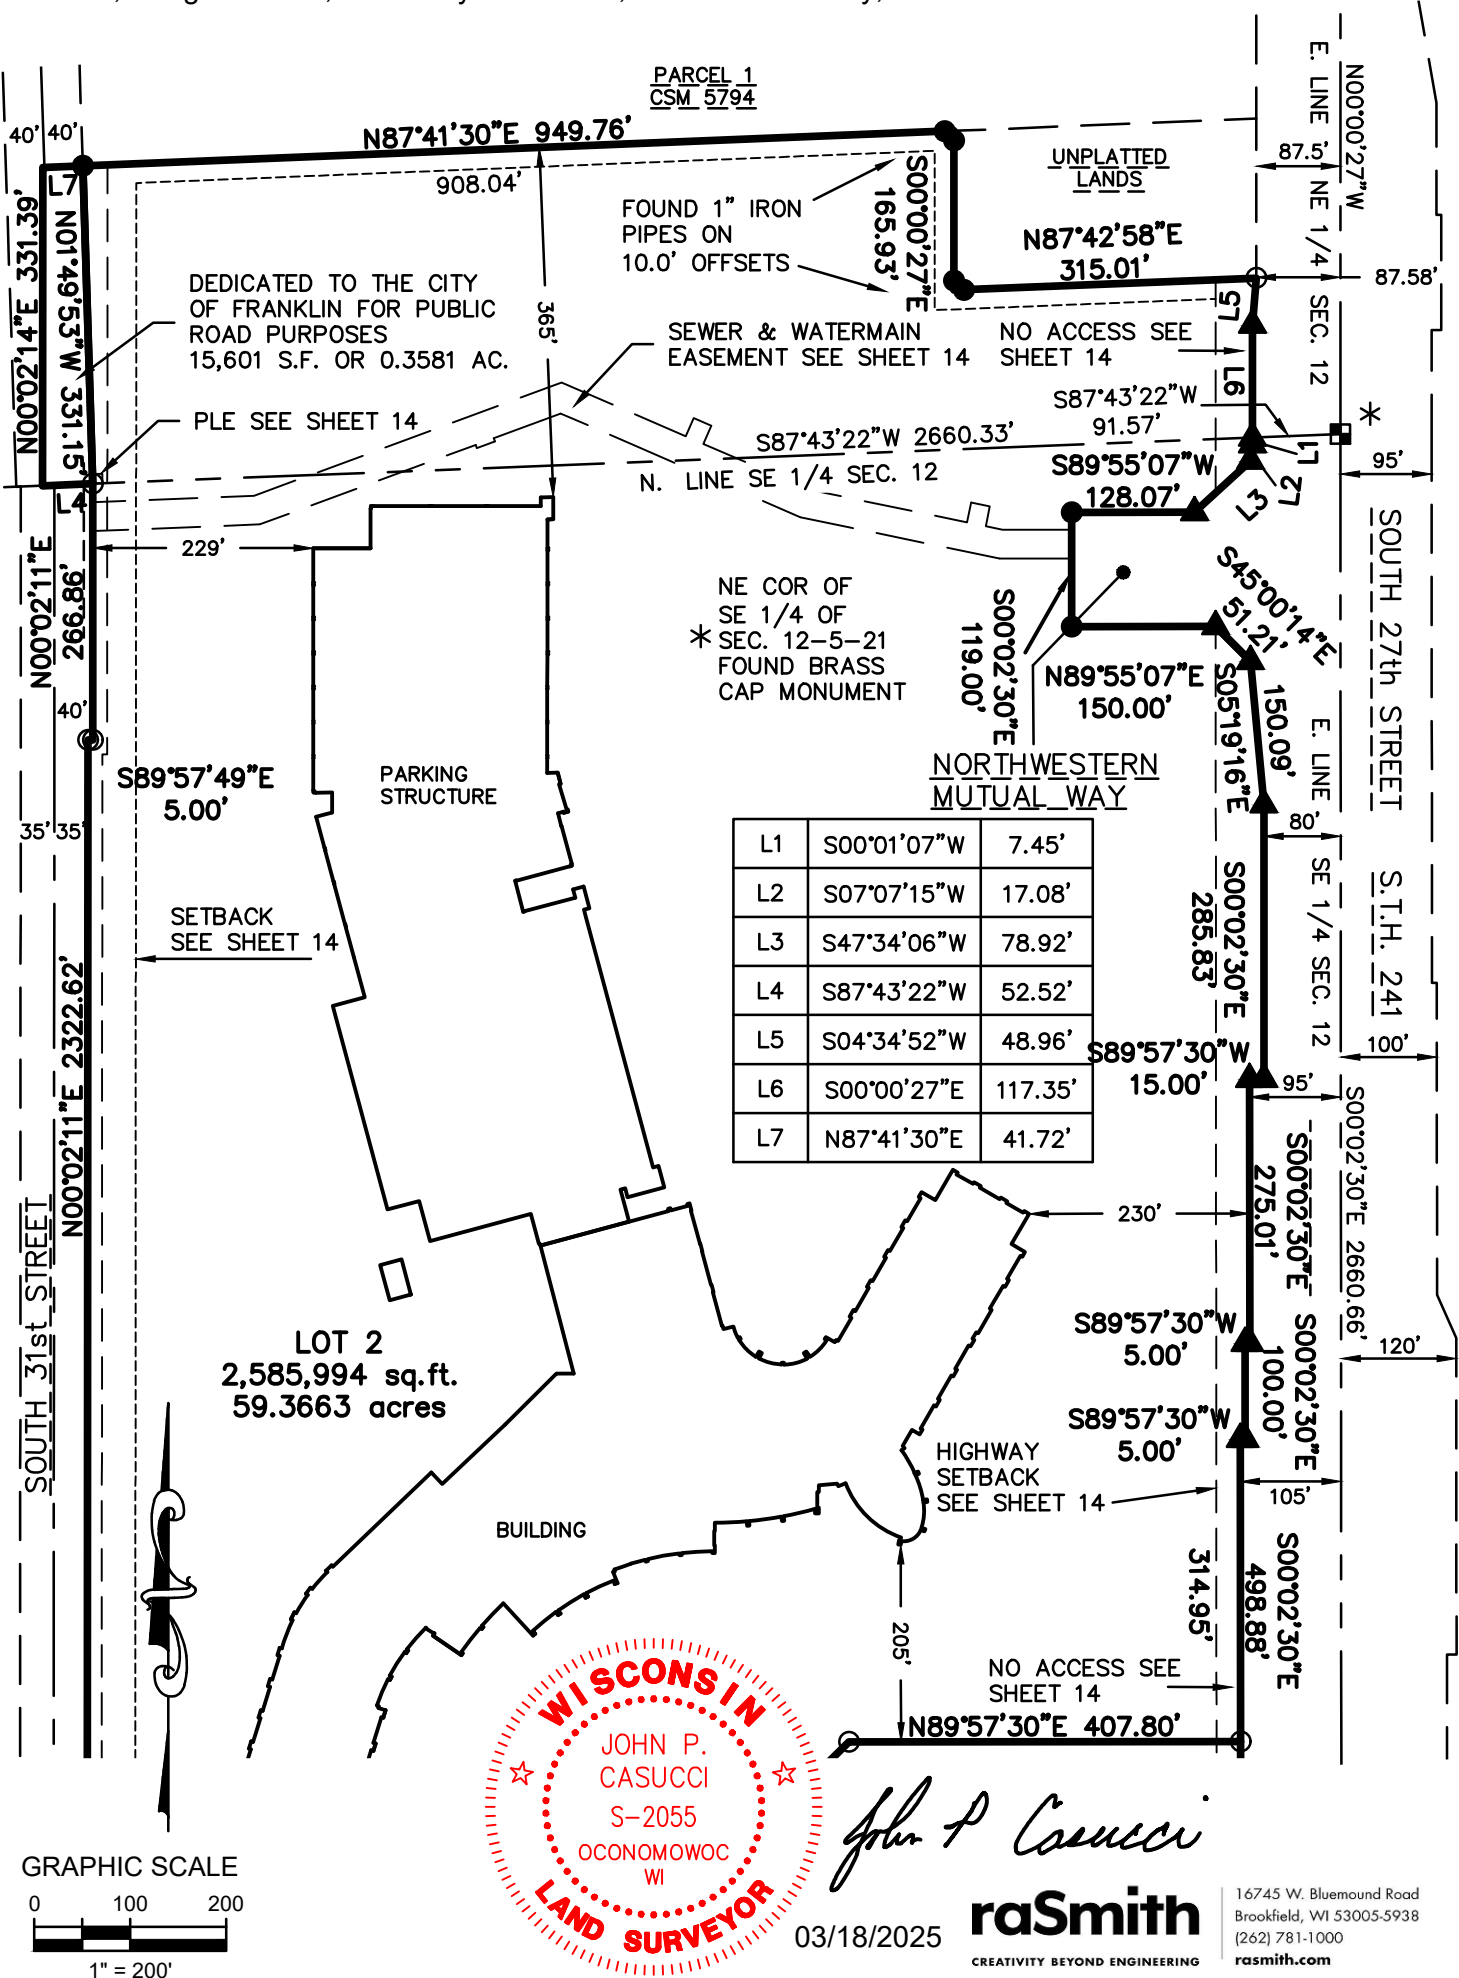 PARCEL 1
CSM 5794
40' 40'
N87°41'30"E 949.76'
908.04'
L7
N00°02'14"E 331.39'
N01°49'53"W 331.15'
DEDICATED TO THE CITY
OF FRANKLIN FOR PUBLIC
ROAD PURPOSES
15,601 S.F. OR 0.3581 AC.
PLE SEE SHEET 14
365'
FOUND 1" IRON
PIPES ON
10.0' OFFSETS
S00°00'27"E
165.93'
UNPLATTED
LANDS
N87°42'58"E
315.01'
87.5'
N00°00'27"W
E. LINE NE 1/4 SEC. 12
87.58'
SEWER & WATERMAIN
EASEMENT SEE SHEET 14
NO ACCESS SEE
SHEET 14
L5
L6
S87°43'22"W
91.57'
S87°43'22"W 2660.33'
N. LINE SE 1/4 SEC. 12
S89°55'07"W
128.07'
L1
L2
L3
*
95'
L4
229'
N00°02'11"E
266.86'
40'
S89°57'49"E
5.00'
35' 35'
NE COR OF
SE 1/4 OF
* SEC. 12-5-21
FOUND BRASS
CAP MONUMENT
S00°02'30"E
119.00'
N89°55'07"E
150.00'
S45°00'14"E
51.21'
S05°19'16"E
150.09'
NORTHWESTERN
MUTUAL WAY
SOUTH 27th STREET
S.T.H. 241
E. LINE SE 1/4 SEC. 12
80'
PARKING
STRUCTURE
SETBACK
SEE SHEET 14
L1 S00°01'07"W 7.45'
L2 S07°07'15"W 17.08'
L3 S47°34'06"W 78.92'
L4 S87°43'22"W 52.52'
L5 S04°34'52"W 48.96'
L6 S00°00'27"E 117.35'
L7 N87°41'30"E 41.72'
S00°02'30"E
285.83'
S89°57'30"W
15.00'
100'
95'
S00°02'30"E 2660.66'
S00°02'30"E
275.01'
230'
N00°02'11"E 2322.62'
SOUTH 31st STREET
LOT 2
2,585,994 sq.ft.
59.3663 acres
S89°57'30"W
5.00'
S00°02'30"E
100.00'
120'
S89°57'30"W
5.00'
105'
HIGHWAY
SETBACK
SEE SHEET 14
BUILDING
205'
314.95'
S00°02'30"E
498.88'
NO ACCESS SEE
SHEET 14
N89°57'30"E 407.80'
WISCONSIN
JOHN P.
CASUCCI
S-2055
OCONOMOWOC
WI
LAND SURVEYOR
John P Casucci
03/18/2025
GRAPHIC SCALE
0 100 200
1" = 200'
raSmith
CREATIVITY BEYOND ENGINEERING
16745 W. Bluemound Road
Brookfield, WI 53005-5938
(262) 781-1000
rasmith.com